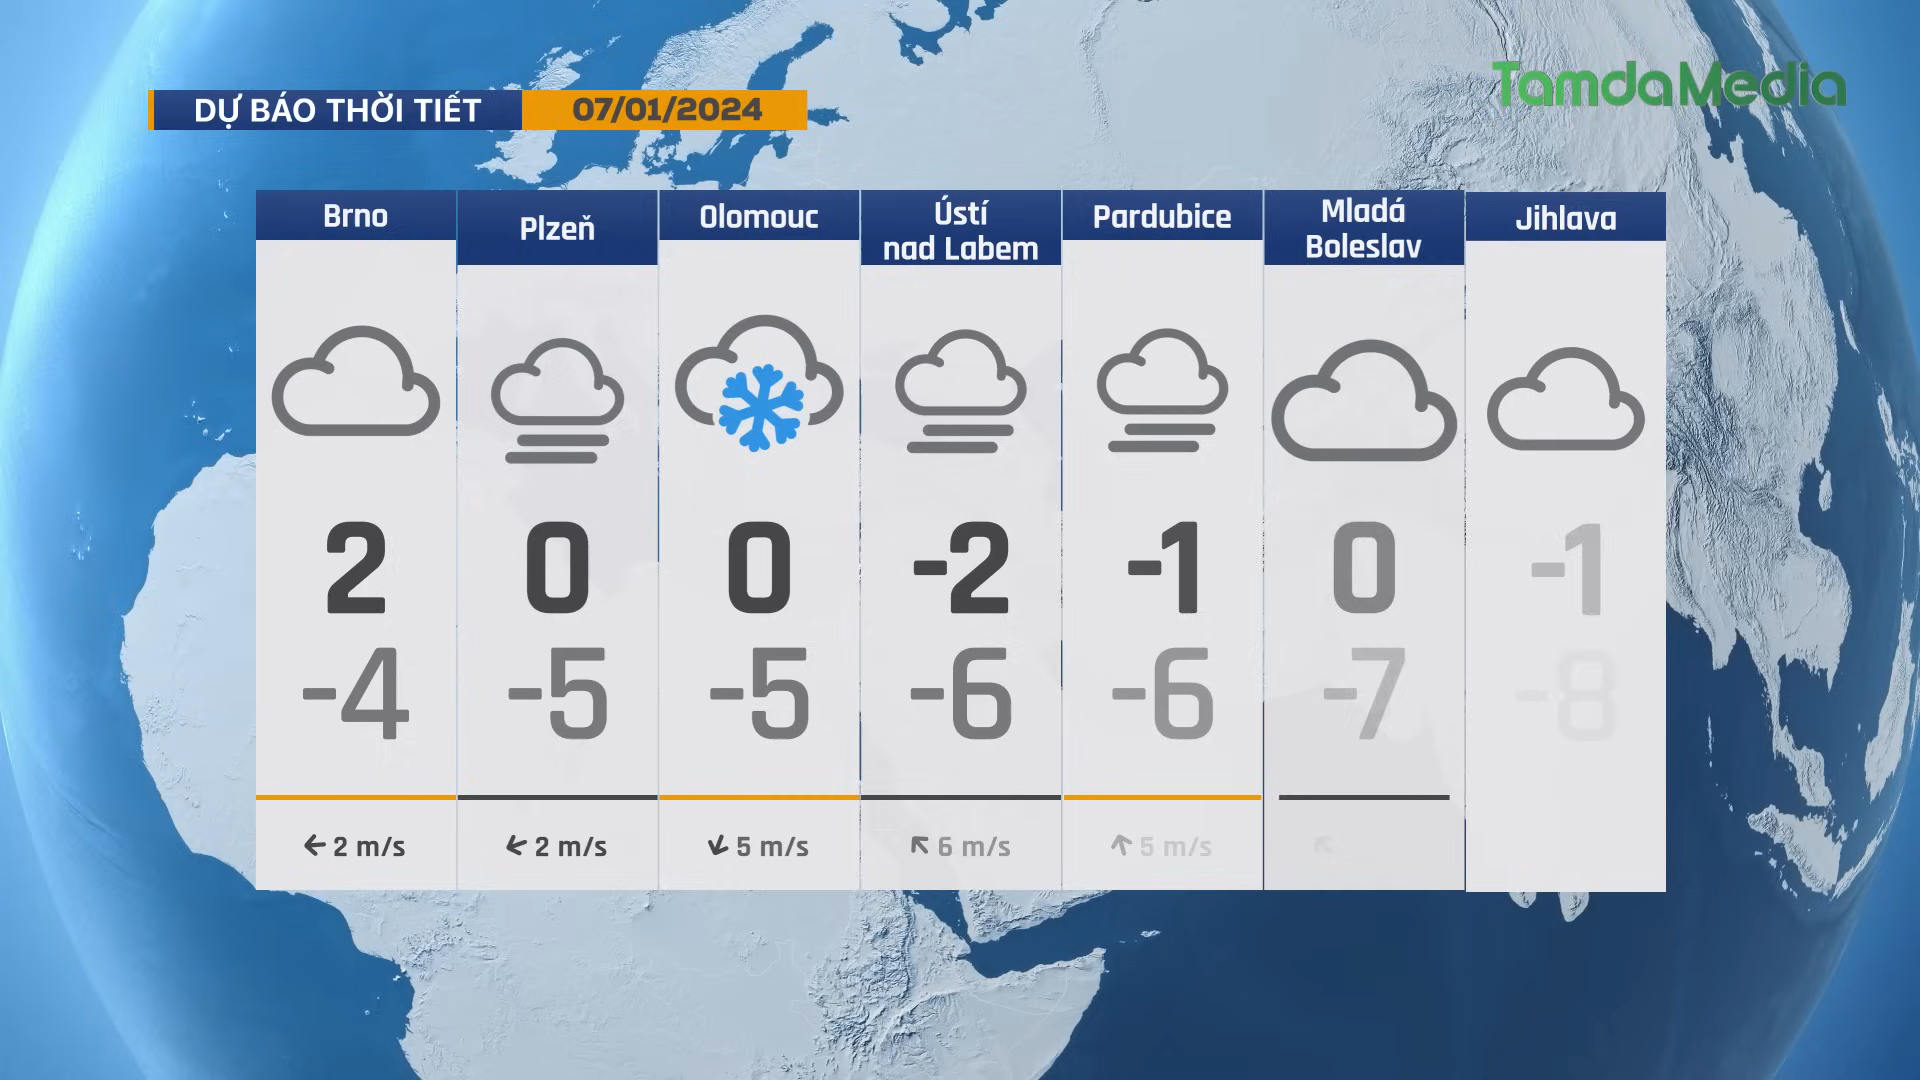 TamdaMedia
DỰ BÁO THỜI TIẾT 07/01/2024
Brno
Plzeň
Olomouc
Ústí
nad Labem
Pardubice
Mladá
Boleslav
Jihlava
2 0 0 -2 -1 0 -1
-4 -5 -5 -6 -6 -7 -8
2 m/s 2 m/s 5 m/s 6 m/s 5 m/s